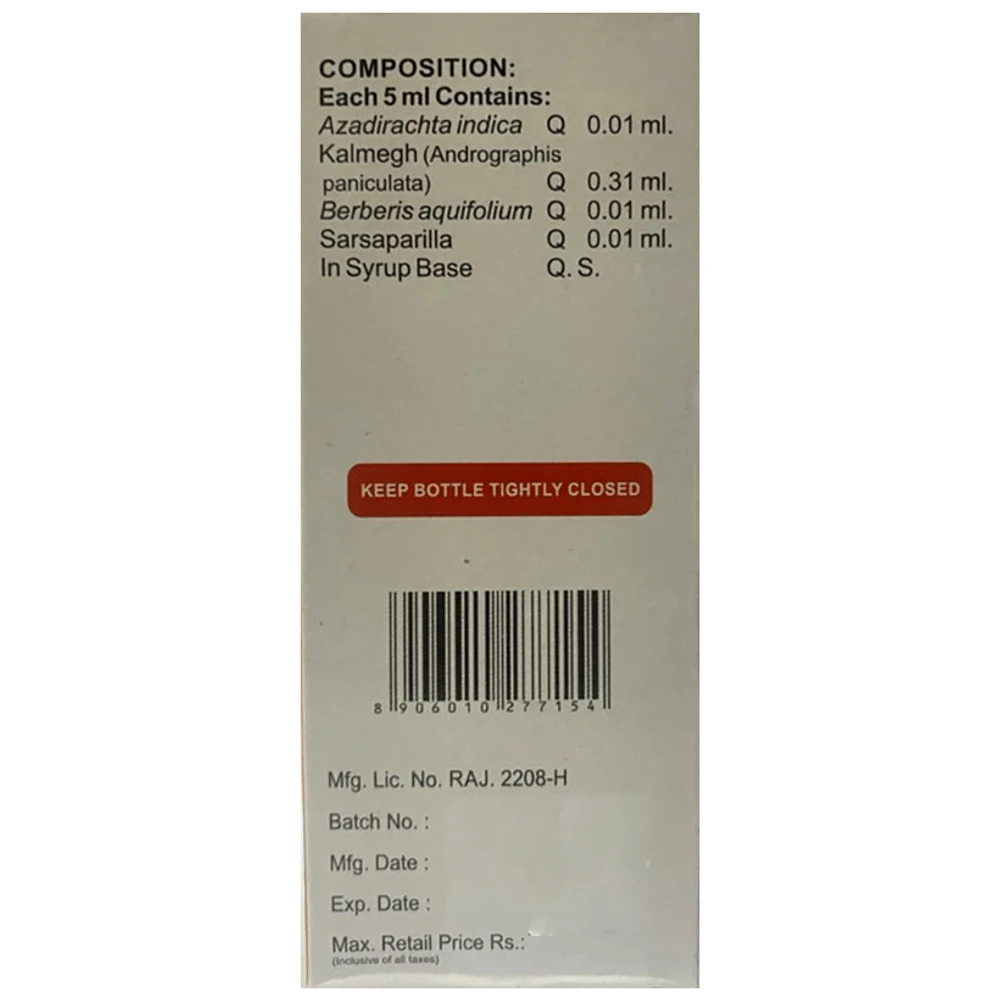 COMPOSITION:
Each 5 ml Contains:
Azadirachta indica Q 0.01 ml.
Kalmegh (Andrographis
paniculata) Q 0.31 ml.
Berberis aquifolium Q 0.01 ml.
Sarsaparilla Q 0.01 ml.
In Syrup Base Q. S.
KEEP BOTTLE TIGHTLY CLOSED
8 906010 277154
Mfg. Lic. No. RAJ. 2208-H
Batch No. :
Mfg. Date :
Exp. Date :
Max. Retail Price Rs.:
(Inclusive of all taxes)